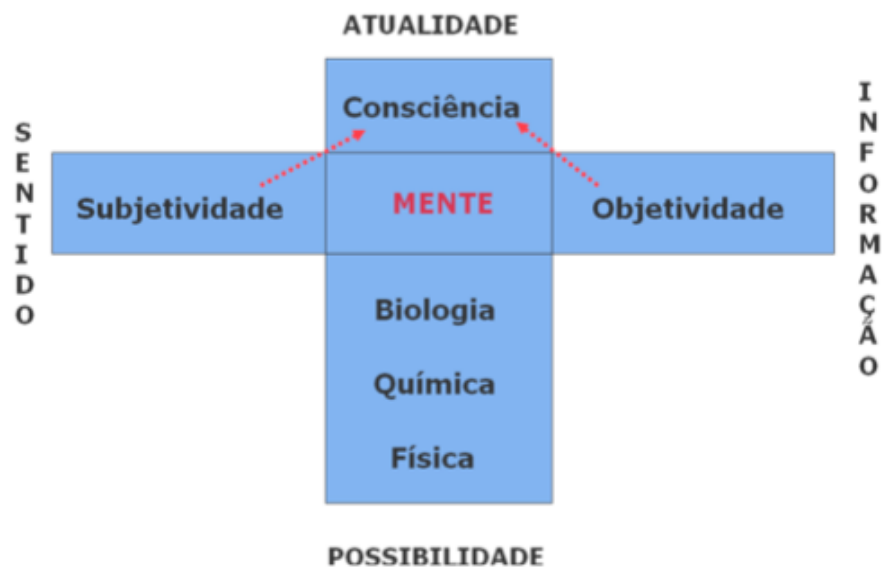 ATUALIDADE
Consciência
SENTIDO
INFORMAÇÃO
Subjetividade
MENTE
Objetividade
Biologia
Química
Física
POSSIBILIDADE